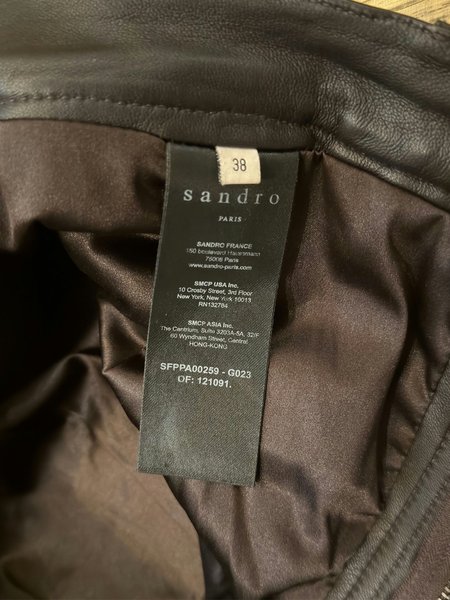 38
sandro
PARIS
SANDRO FRANCE
150 boulevard Haussmann
75008 Paris
www.sandro-paris.com
SMCP USA Inc.
10 Crosby Street, 3rd Floor
New York, New York 10013
RN132784
SMCP ASIA Inc.
The Centrium, Suite 3203A-5A, 32/F
60 Wyndham Street, Central
HONG-KONG
SFPPA00259 - G023
OF: 121091.